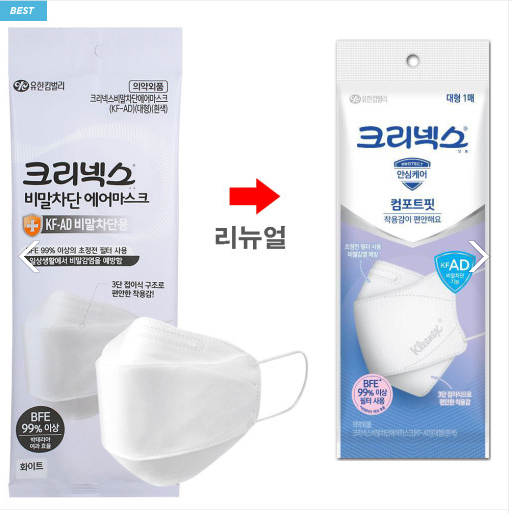 BEST
유한킴벌리
의약외품
크리넥스비말차단에어마스크
(KF-AD)(대형)(흰색)
크리넥스
비말차단 에어마스크
KF-AD 비말차단용
BFE 99% 이상의 초정전 필터 사용
일상생활에서 비말감염을 예방함
3단 접이식 구조로
편안한 착용감!
BFE
99% 이상
박테리아
여과 효율
화이트
리뉴얼
유한킴벌리
대형 1매
크리넥스
PROTECT
안심케어
컴포트핏
착용감이 편안해요
초정전 필터 사용
비말감염 예방
KF-AD
비말차단
기능
Kleenex
BFE
99% 이상
필터 사용
3단 접이식으로
편안한 착용감
의약외품
크리넥스비말차단에어마스크(KF-AD)(대형)(흰색)